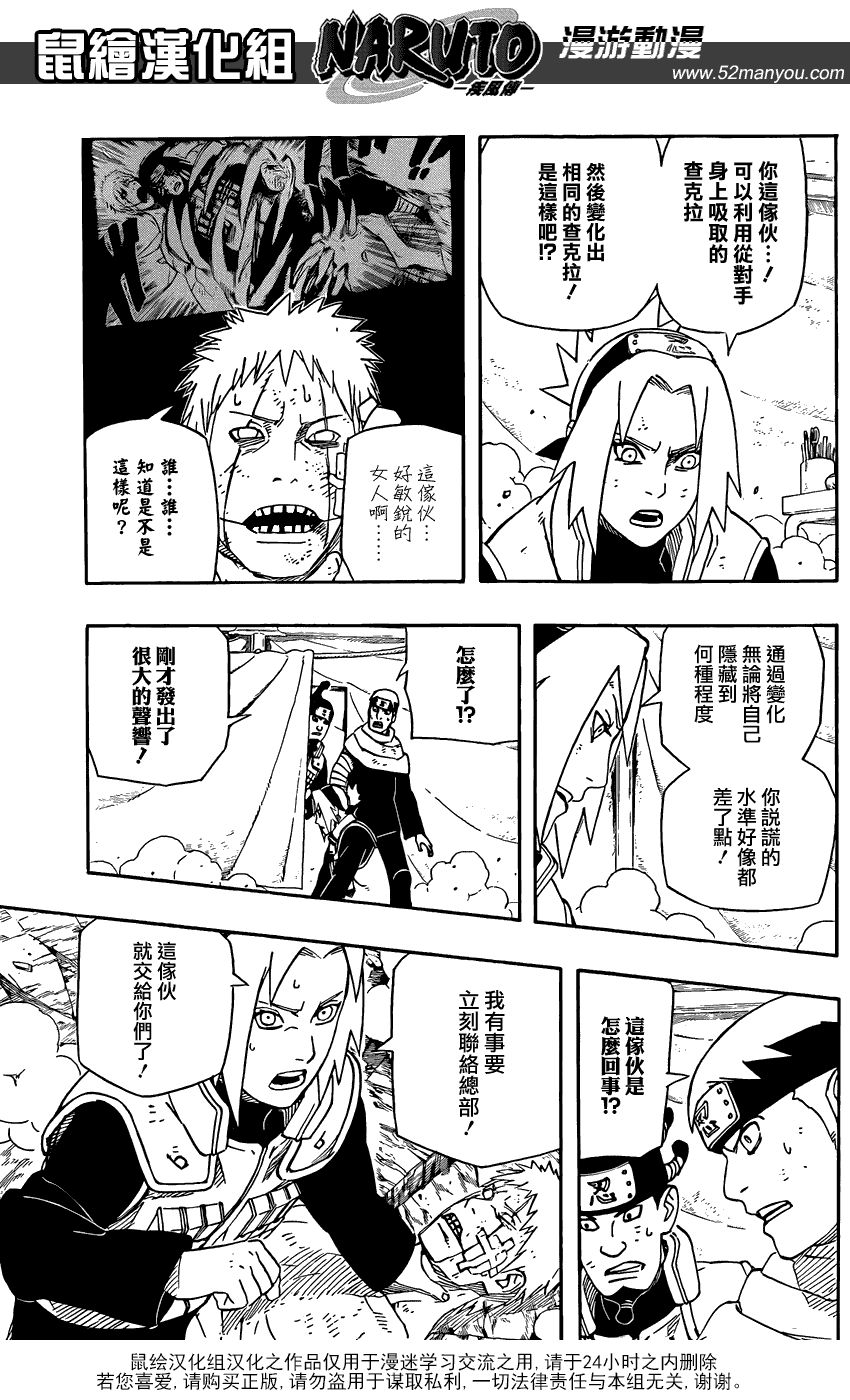 鼠繪漢化組
NARUTO
－疾風傳－
漫游動漫
www.52manyou.com
你這傢伙…！
可以利用從對手
身上吸取的
查克拉
然後變化出
相同的查克拉！
是這樣吧!?
這傢伙…
好敏銳的
女人啊……
誰…誰…
知道是不是
這樣呢？
通過變化
無論將自己
隱藏到
何種程度
你説謊的
水準好像都
差了點！
怎麼了!?
剛才發出了
很大的聲響！
這傢伙是
怎麼回事!?
我有事要
立刻聯絡總部！
這傢伙
就交給你們了！
忍
鼠绘汉化组汉化之作品仅用于漫迷学习交流之用, 请于24小时之内删除
若您喜爱, 请购买正版, 请勿盗用于谋取私利, 一切法律责任与本组无关, 谢谢。